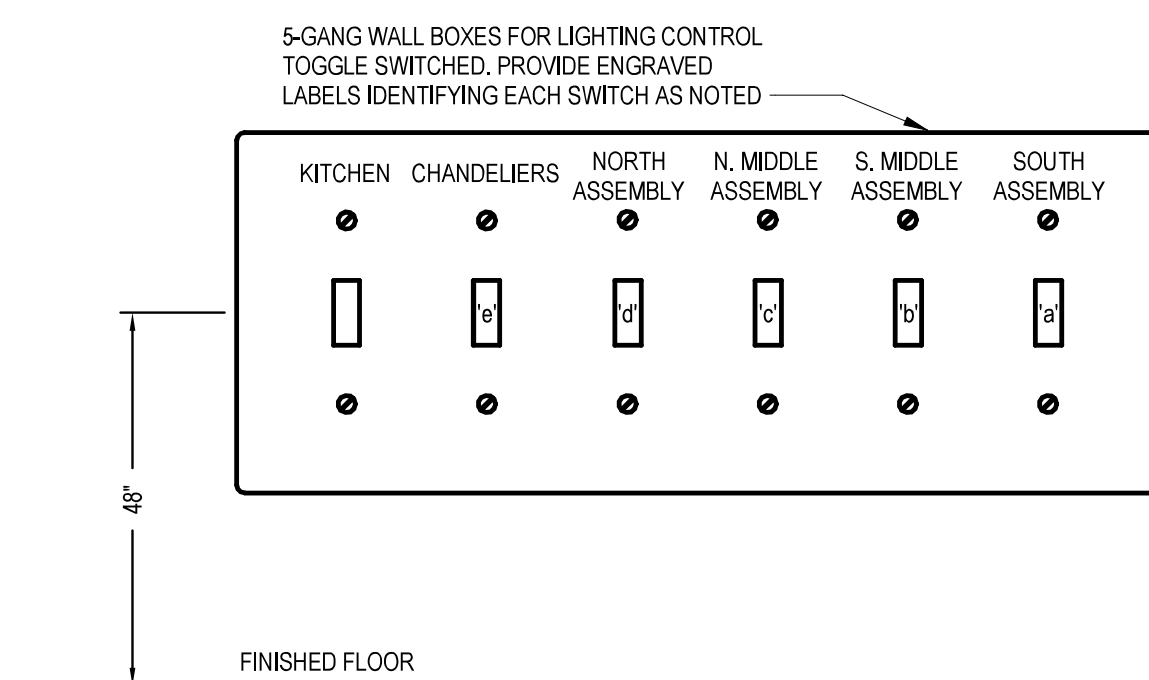 5-GANG WALL BOXES FOR LIGHTING CONTROL
TOGGLE SWITCHED. PROVIDE ENGRAVED
LABELS IDENTIFYING EACH SWITCH AS NOTED
KITCHEN
CHANDELIERS
NORTH
ASSEMBLY
N. MIDDLE
ASSEMBLY
S. MIDDLE
ASSEMBLY
SOUTH
ASSEMBLY
'e'
'd'
'c'
'b'
'a'
48"
FINISHED FLOOR